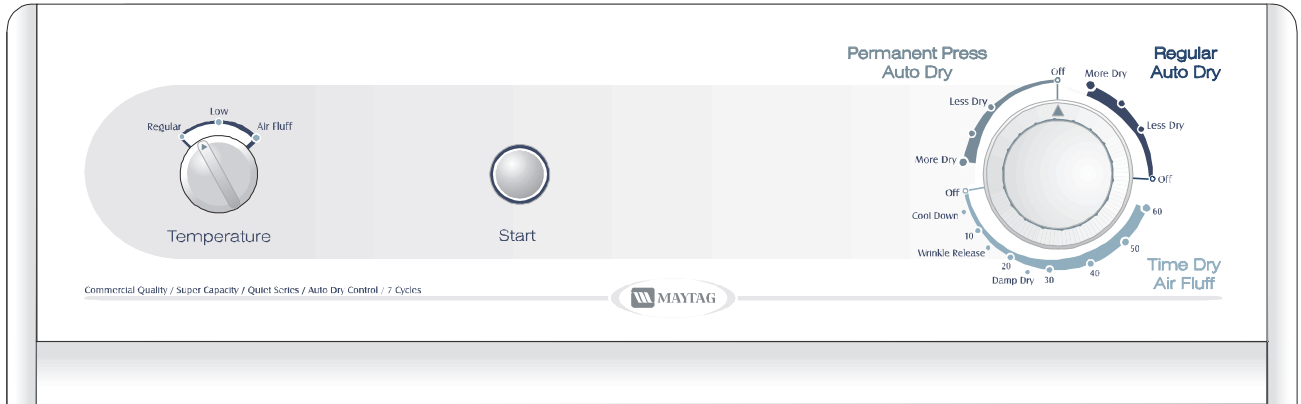 Permanent Press
Auto Dry
Regular
Auto Dry
Off
More Dry
Less Dry
Less Dry
More Dry
Off
Off
Cool Down
10
Wrinkle Release
20
Damp Dry
30
40
50
60
Time Dry
Air Fluff
Low
Regular
Air Fluff
Temperature
Start
Commercial Quality / Super Capacity / Quiet Series / Auto Dry Control / 7 Cycles
MAYTAG